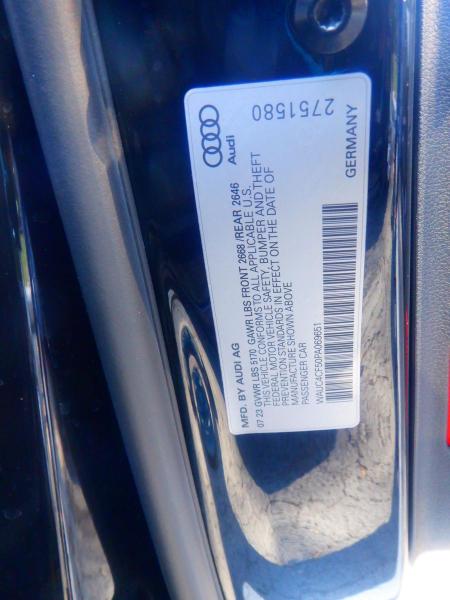 MFD. BY AUDI AG
07 23 GVWR LBS 5170 GAWR LBS FRONT 2668 /REAR 2646
THIS VEHICLE CONFORMS TO ALL APPLICABLE U.S.
FEDERAL MOTOR VEHICLE SAFETY, BUMPER AND THEFT
PREVENTION STANDARDS IN EFFECT ON THE DATE OF
MANUFACTURE SHOWN ABOVE
PASSENGER CAR
WAUC4CF50PA069651
Audi
2751580
GERMANY